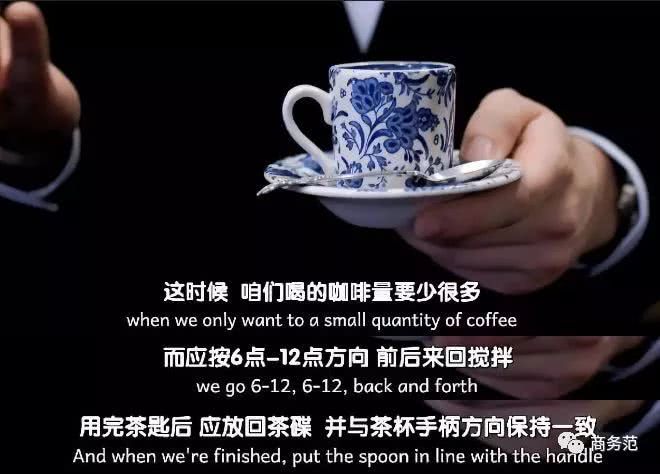 这时候 咱们喝的咖啡量要少很多
when we only want to a small quantity of coffee
而应按6点-12点方向 前后来回搅拌
we go 6-12, 6-12, back and forth
用完茶匙后 应放回茶碟 并与茶杯手柄方向保持一致
And when we're finished, put the spoon in line with the handle
商务范